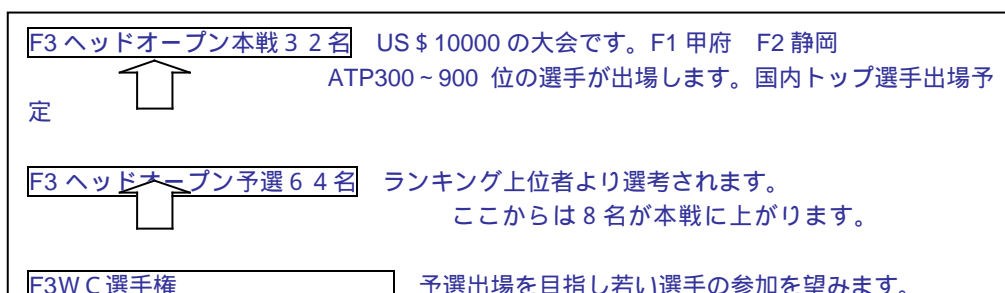 F3 ヘッドオープン本戦３２名 US＄10000 の大会です。F1 甲府 F2 静岡
ATP300～900 位の選手が出場します。国内トップ選手出場予
定
F3 ヘッドオープン予選６４名 ランキング上位者より選考されます。
ここからは 8 名が本戦に上がります。
F3ＷＣ選手権 予選出場を目指し若い選手の参加を望みます。